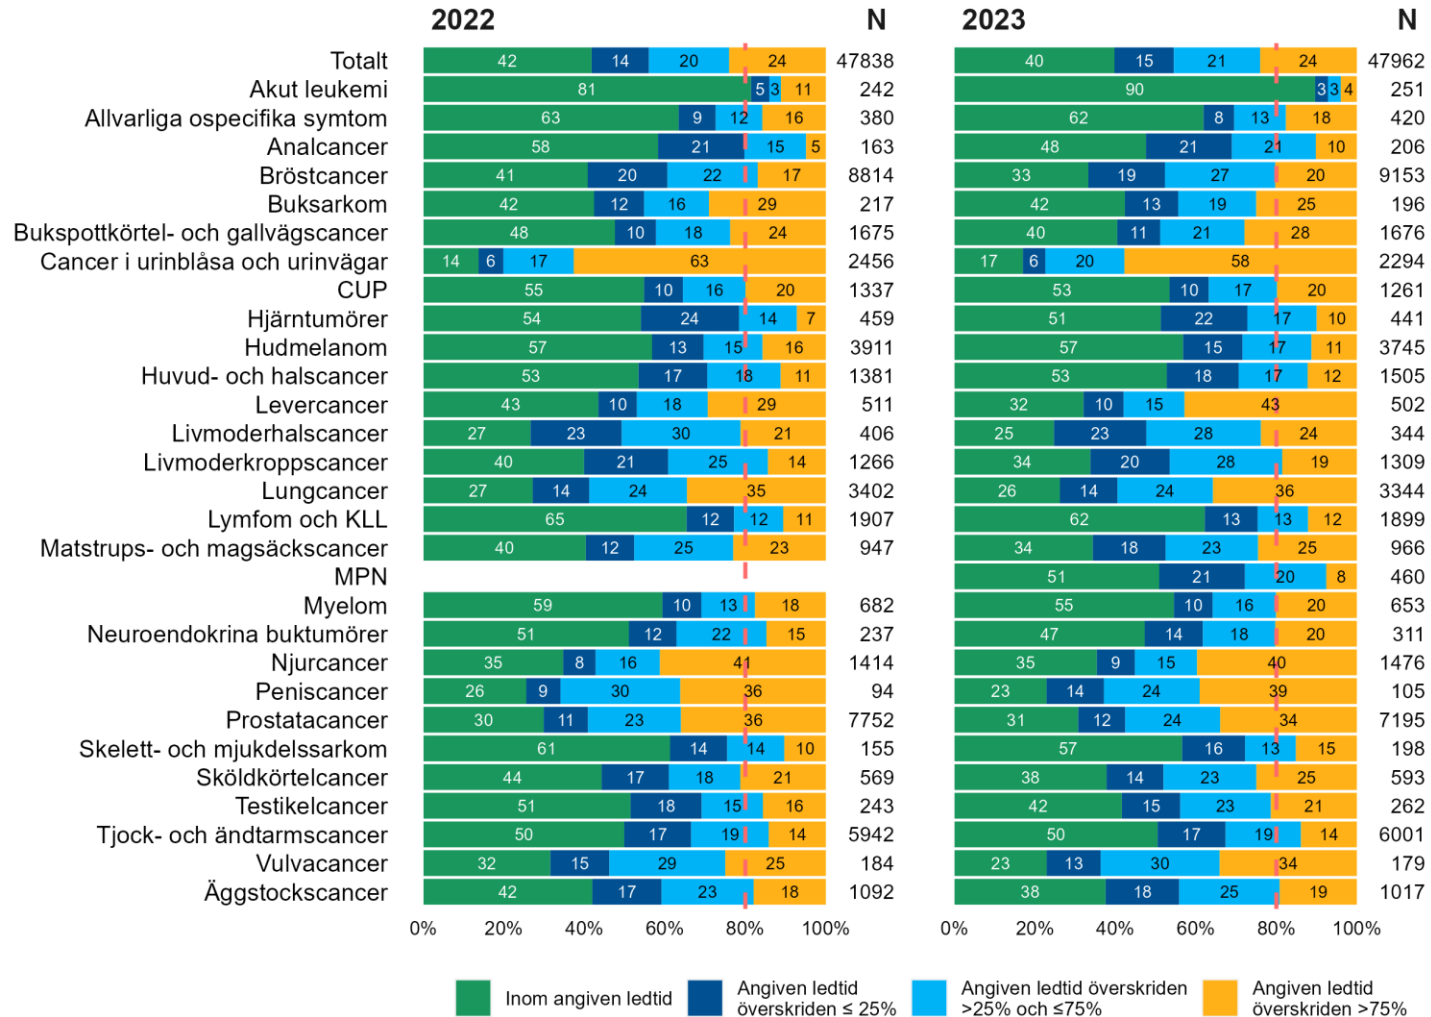 2022 N 2023 N
Totalt 42 14 20 24 47838 40 15 21 24 47962
Akut leukemi 81 5 3 11 242 90 3 3 4 251
Allvarliga ospecifika symtom 63 9 12 16 380 62 8 13 18 420
Analcancer 58 21 15 5 163 48 21 21 10 206
Bröstcancer 41 20 22 17 8814 33 19 27 20 9153
Buksarkom 42 12 16 29 217 42 13 19 25 196
Bukspottkörtel- och gallvägscancer 48 10 18 24 1675 40 11 21 28 1676
Cancer i urinblåsa och urinvägar 14 6 17 63 2456 17 6 20 58 2294
CUP 55 10 16 20 1337 53 10 17 20 1261
Hjärntumörer 54 24 14 7 459 51 22 17 10 441
Hudmelanom 57 13 15 16 3911 57 15 17 11 3745
Huvud- och halscancer 53 17 18 11 1381 53 18 17 12 1505
Levercancer 43 10 18 29 511 32 10 15 43 502
Livmoderhalscancer 27 23 30 21 406 25 23 28 24 344
Livmoderkroppscancer 40 21 25 14 1266 34 20 28 19 1309
Lungcancer 27 14 24 35 3402 26 14 24 36 3344
Lymfom och KLL 65 12 12 11 1907 62 13 13 12 1899
Matstrups- och magsäckscancer 40 12 25 23 947 34 18 23 25 966
MPN 51 21 20 8 460
Myelom 59 10 13 18 682 55 10 16 20 653
Neuroendokrina buktumörer 51 12 22 15 237 47 14 18 20 311
Njurcancer 35 8 16 41 1414 35 9 15 40 1476
Peniscancer 26 9 30 36 94 23 14 24 39 105
Prostatacancer 30 11 23 36 7752 31 12 24 34 7195
Skelett- och mjukdelssarkom 61 14 14 10 155 57 16 13 15 198
Sköldkörtelcancer 44 17 18 21 569 38 14 23 25 593
Testikelcancer 51 18 15 16 243 42 15 23 21 262
Tjock- och ändtarmscancer 50 17 19 14 5942 50 17 19 14 6001
Vulvacancer 32 15 29 25 184 23 13 30 34 179
Äggstockscancer 42 17 23 18 1092 38 18 25 19 1017
0% 20% 40% 60% 80% 100% 0% 20% 40% 60% 80% 100%
Inom angiven ledtid
Angiven ledtid
överskriden ≤ 25%
Angiven ledtid överskriden
>25% och ≤75%
Angiven ledtid
överskriden >75%